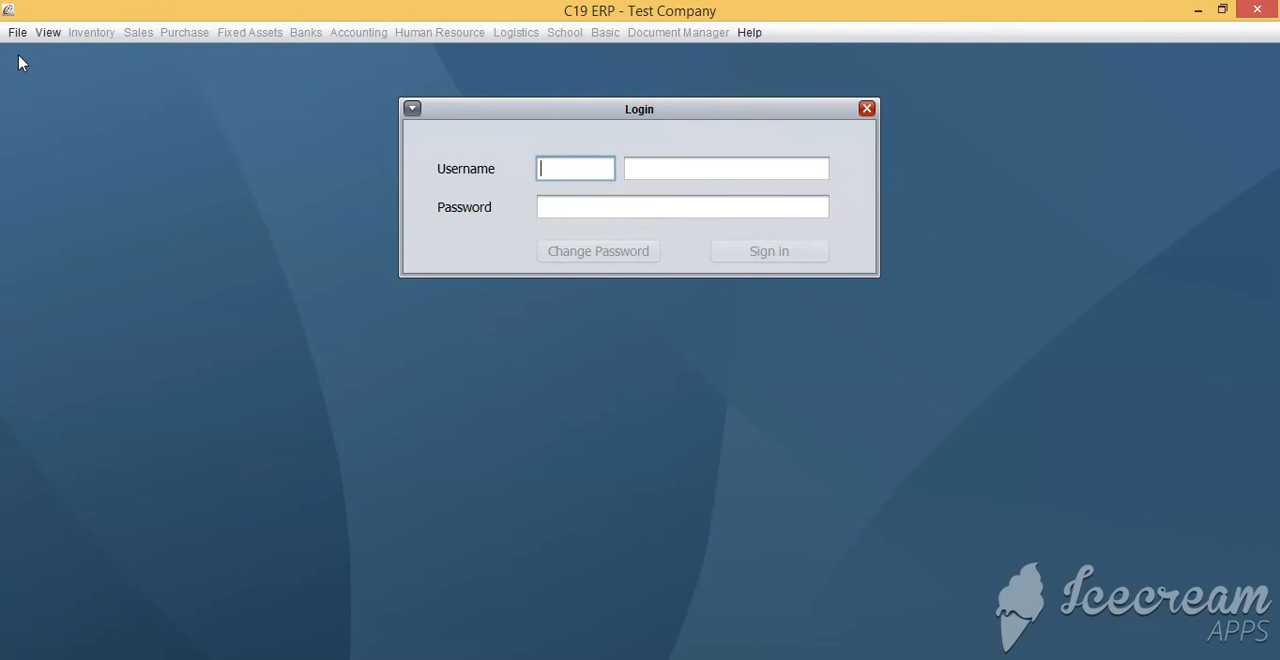 C19 ERP - Test Company
File View Inventory Sales Purchase Fixed Assets Banks Accounting Human Resource Logistics School Basic Document Manager Help
Login
Username
Password
Change Password Sign in
Icecream
APPS